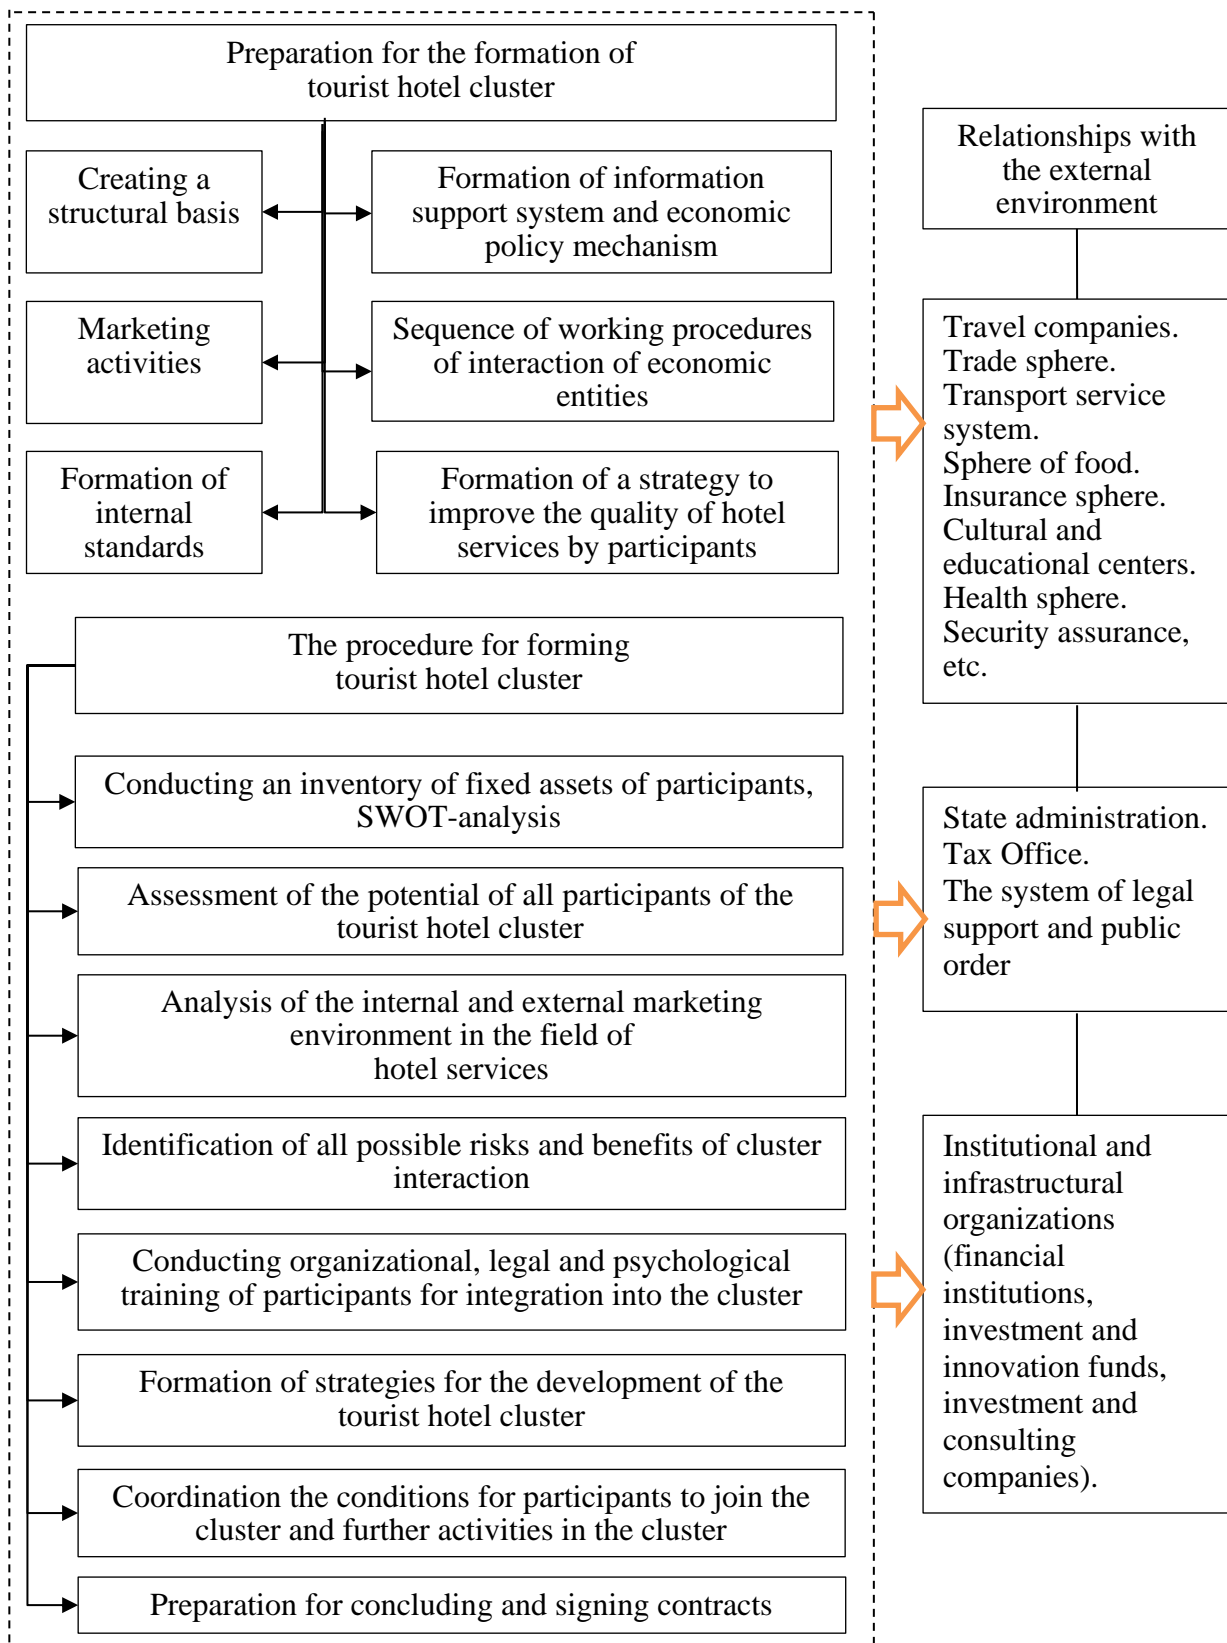 Preparation for the formation of
tourist hotel cluster
Creating a
structural basis
Formation of information
support system and economic
policy mechanism
Marketing
activities
Sequence of working procedures
of interaction of economic
entities
Formation of
internal
standards
Formation of a strategy to
improve the quality of hotel
services by participants
The procedure for forming
tourist hotel cluster
Conducting an inventory of fixed assets of participants,
SWOT-analysis
Assessment of the potential of all participants of the
tourist hotel cluster
Analysis of the internal and external marketing
environment in the field of
hotel services
Identification of all possible risks and benefits of cluster
interaction
Conducting organizational, legal and psychological
training of participants for integration into the cluster
Formation of strategies for the development of the
tourist hotel cluster
Coordination the conditions for participants to join the
cluster and further activities in the cluster
Preparation for concluding and signing contracts
Relationships with
the external
environment
Travel companies.
Trade sphere.
Transport service
system.
Sphere of food.
Insurance sphere.
Cultural and
educational centers.
Health sphere.
Security assurance,
etc.
State administration.
Tax Office.
The system of legal
support and public
order
Institutional and
infrastructural
organizations
(financial
institutions,
investment and
innovation funds,
investment and
consulting
companies).